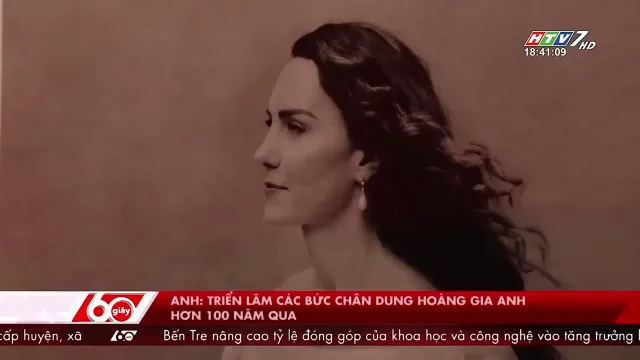 HTV7 HD
18:41:09
60 giây
ANH: TRIỂN LÃM CÁC BỨC CHÂN DUNG HOÀNG GIA ANH
HƠN 100 NĂM QUA
cấp huyện, xã 60s Bến Tre nâng cao tỷ lệ đóng góp của khoa học và công nghệ vào tăng trưởng